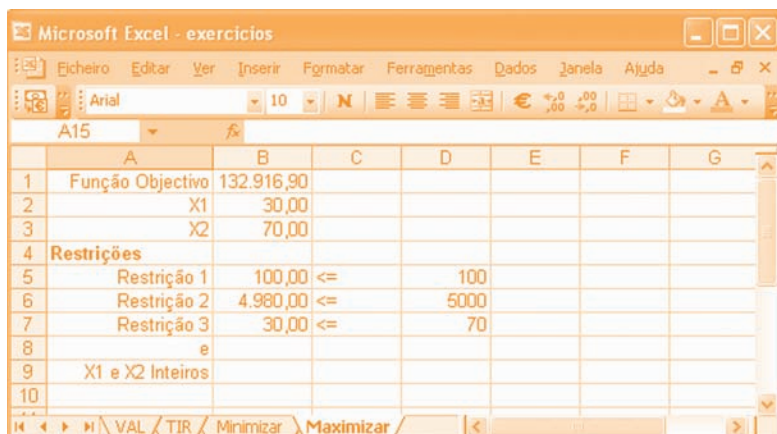 Microsoft Excel - exercicios
Ficheiro Editar Ver Inserir Formatar Ferramentas Dados Janela Ajuda
Arial 10 N € A
A15 fx
A B C D E F G
1 Função Objectivo 132.916,90
2 X1 30,00
3 X2 70,00
4 Restrições
5 Restrição 1 100,00 <= 100
6 Restrição 2 4.980,00 <= 5000
7 Restrição 3 30,00 <= 70
8 e
9 X1 e X2 Inteiros
10
VAL TIR Minimizar Maximizar